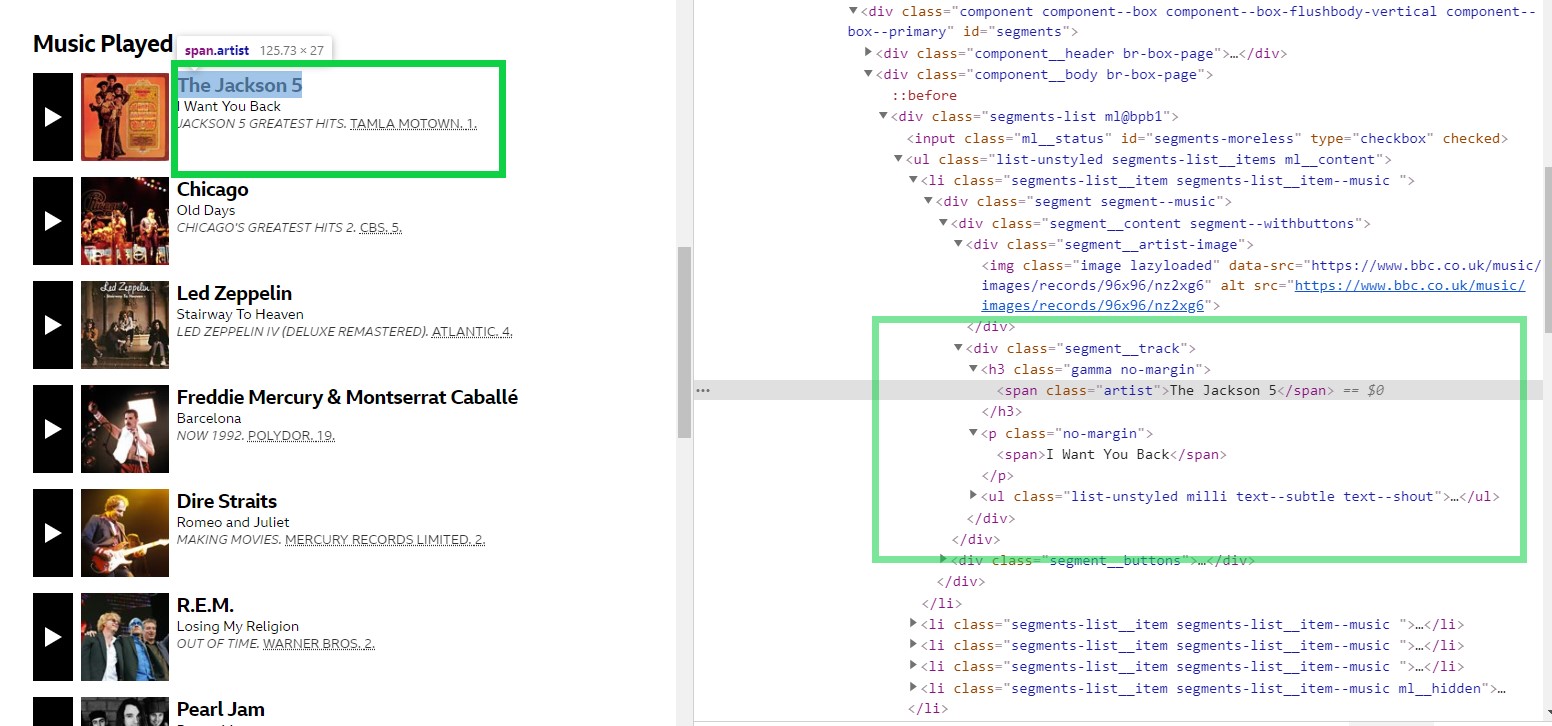 Music Played
span.artist 125.73 × 27
The Jackson 5
I Want You Back
JACKSON 5 GREATEST HITS. TAMLA MOTOWN. 1.
Chicago
Old Days
CHICAGO'S GREATEST HITS 2. CBS. 5.
Led Zeppelin
Led Zeppelin
Stairway To Heaven
Stairway To Heaven
LED ZEPPELIN IV (DELUXE REMASTERED). ATLANTIC. 4.
Freddie Mercury & Montserrat Caballé
Barcelona
NOW 1992. POLYDOR. 19.
Dire Straits
Romeo and Juliet
MAKING MOVIES. MERCURY RECORDS LIMITED. 2.
R.E.M.
Losing My Religion
OUT OF TIME. WARNER BROS. 2.
Pearl Jam
<div class="component component--box component--box-flushbody-vertical component--
box--primary" id="segments">
<div class="component__header br-box-page">…</div>
<div class="component__body br-box-page">
::before
<div class="segments-list ml@bpb1">
<input class="ml__status" id="segments-moreless" type="checkbox" checked>
<ul class="list-unstyled segments-list__items ml__content">
<li class="segments-list__item segments-list__item--music ">
<div class="segment segment--music">
<div class="segment__content segment--withbuttons">
<div class="segment__artist-image">
<img class="image lazyloaded" data-src="https://www.bbc.co.uk/music/
images/records/96x96/nz2xg6" alt src="https://www.bbc.co.uk/music/
images/records/96x96/nz2xg6">
</div>
<div class="segment__track">
<h3 class="gamma no-margin">
<span class="artist">The Jackson 5</span> == $0
</h3>
<p class="no-margin">
<span>I Want You Back</span>
</p>
<ul class="list-unstyled milli text--subtle text--shout">…</ul>
</div>
</div>
<div class="segment__buttons">…</div>
</div>
</li>
<li class="segments-list__item segments-list__item--music ">…</li>
<li class="segments-list__item segments-list__item--music ">…</li>
<li class="segments-list__item segments-list__item--music ">…</li>
<li class="segments-list__item segments-list__item--music ml__hidden">…
</li>